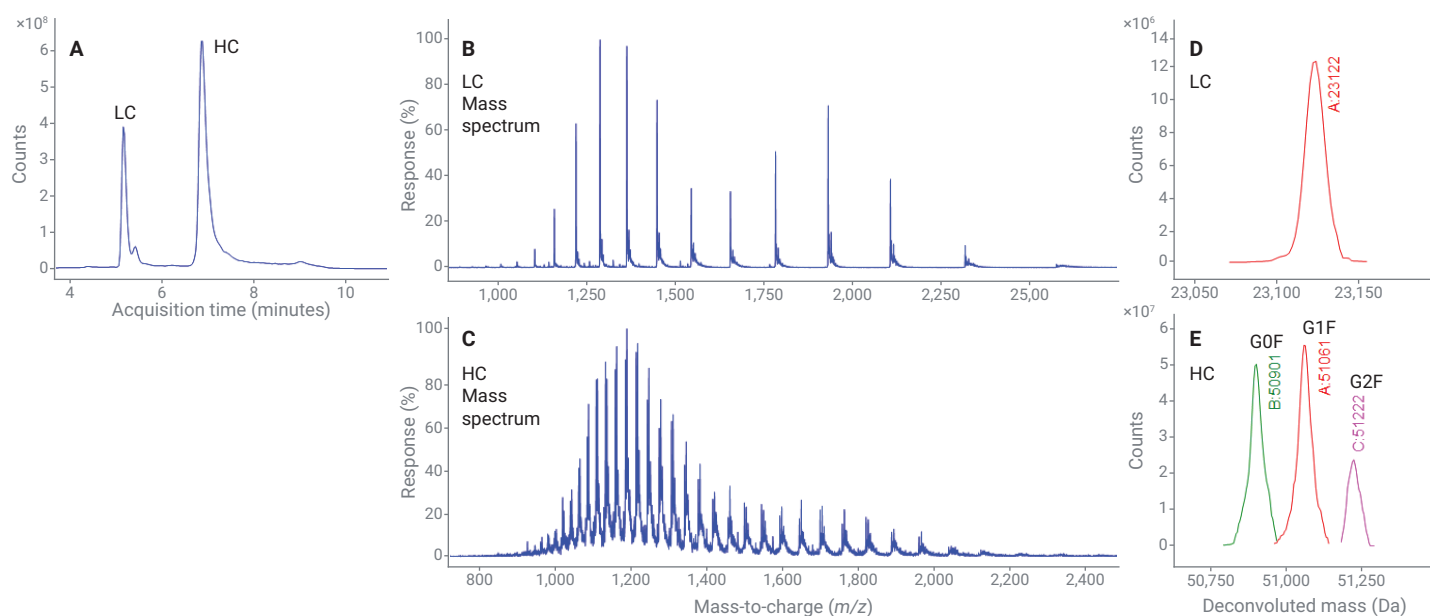 ×10⁸
A
LC
HC
6
5
4
3
2
1
0
Counts
4
6
8
10
Acquisition time (minutes)
B
LC
Mass
spectrum
100
80
60
40
20
0
Response (%)
1,000
1,250
1,500
1,750
2,000
2,250
2,500
C
HC
Mass
spectrum
100
80
60
40
20
0
Response (%)
800
1,000
1,200
1,400
1,600
1,800
2,000
2,200
2,400
Mass-to-charge (m/z)
×10⁶
D
LC
A:23122
14
12
10
8
6
4
2
0
Counts
23,050
23,100
23,150
×10⁷
E
HC
G0F
B:50901
G1F
A:51061
G2F
C:51222
6
5
4
3
2
1
0
Counts
50,750
51,000
51,250
Deconvoluted mass (Da)